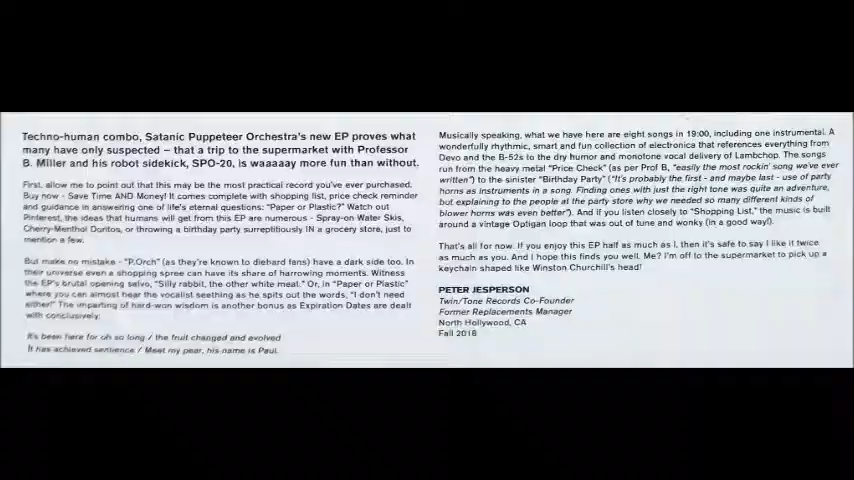 Techno-human combo, Satanic Puppeteer Orchestra's new EP proves what
many have only suspected – that a trip to the supermarket with Professor
B. Miller and his robot sidekick, SPO-20, is waaaaay more fun than without.
First, allow me to point out that this may be the most practical record you've ever purchased.
Buy now - Save Time AND Money! It comes complete with shopping list, price check reminder
and guidance in answering one of life's eternal questions: "Paper or Plastic?" Watch out
Pinterest, the ideas that humans will get from this EP are numerous - Spray-on Water Skis,
Cherry-Menthol Doritos, or throwing a birthday party surreptitiously IN a grocery store, just to
mention a few.
But make no mistake - "P.Orch" (as they're known to diehard fans) have a dark side too. In
their universe even a shopping spree can have its share of harrowing moments. Witness
the EP's brutal opening salvo, "Silly rabbit, the other white meat." Or, in "Paper or Plastic"
where you can almost hear the vocalist seething as he spits out the words, "I don't need
either!" The imparting of hard-won wisdom is another bonus as Expiration Dates are dealt
with conclusively:
It's been here for oh so long / the fruit changed and evolved
It has achieved sentience / Meet my pear, his name is Paul.
Musically speaking, what we have here are eight songs in 19:00, including one instrumental. A
wonderfully rhythmic, smart and fun collection of electronica that references everything from
Devo and the B-52s to the dry humor and monotone vocal delivery of Lambchop. The songs
run from the heavy metal "Price Check" (as per Prof B, "easily the most rockin' song we've ever
written") to the sinister "Birthday Party" ("It's probably the first - and maybe last - use of party
horns as instruments in a song. Finding ones with just the right tone was quite an adventure,
but explaining to the people at the party store why we needed so many different kinds of
blower horns was even better"). And if you listen closely to "Shopping List," the music is built
around a vintage Optigan loop that was out of tune and wonky (in a good way!).
That's all for now. If you enjoy this EP half as much as I, then it's safe to say I like it twice
as much as you. And I hope this finds you well. Me? I'm off to the supermarket to pick up a
keychain shaped like Winston Churchill's head!
PETER JESPERSON
Twin/Tone Records Co-Founder
Former Replacements Manager
North Hollywood, CA
Fall 2018